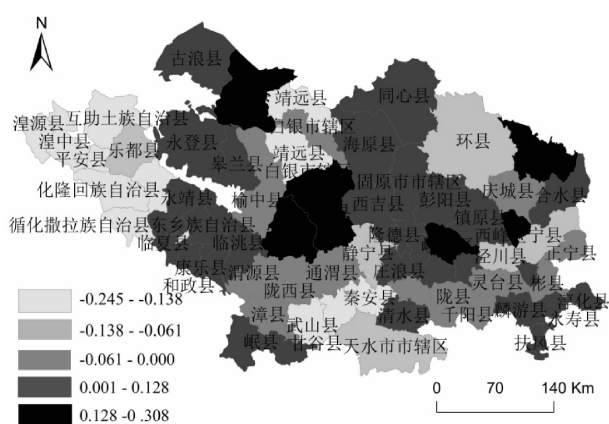 N
古浪县
靖远县
同心县
互助土族自治县
湟源县
白银市辖区
湟中县
永登县
海原县
环县
乐都县
平安县
皋兰县
靖远县
白银市
化隆回族自治县
永靖县
榆中县
固原市市辖区
庆城县
合水县
西吉县
彭阳县
循化撒拉族自治县
东乡族自治县
镇原县
临夏县
临洮县
隆德县
西峰
宁县
静宁县
泾川县
正宁县
康乐县
渭源县
通渭县
庄浪县
和政县
陇西县
灵台县
彬县
秦安县
陇县
漳县
清水县
千阳县
麟游县
淳化县
武山县
永寿县
岷县
甘谷县
天水市市辖区
扶风县
-0.245 - -0.138
-0.138 - -0.061
-0.061 - 0.000
0.001 - 0.128
0.128 -0 .308
0 70 140 Km